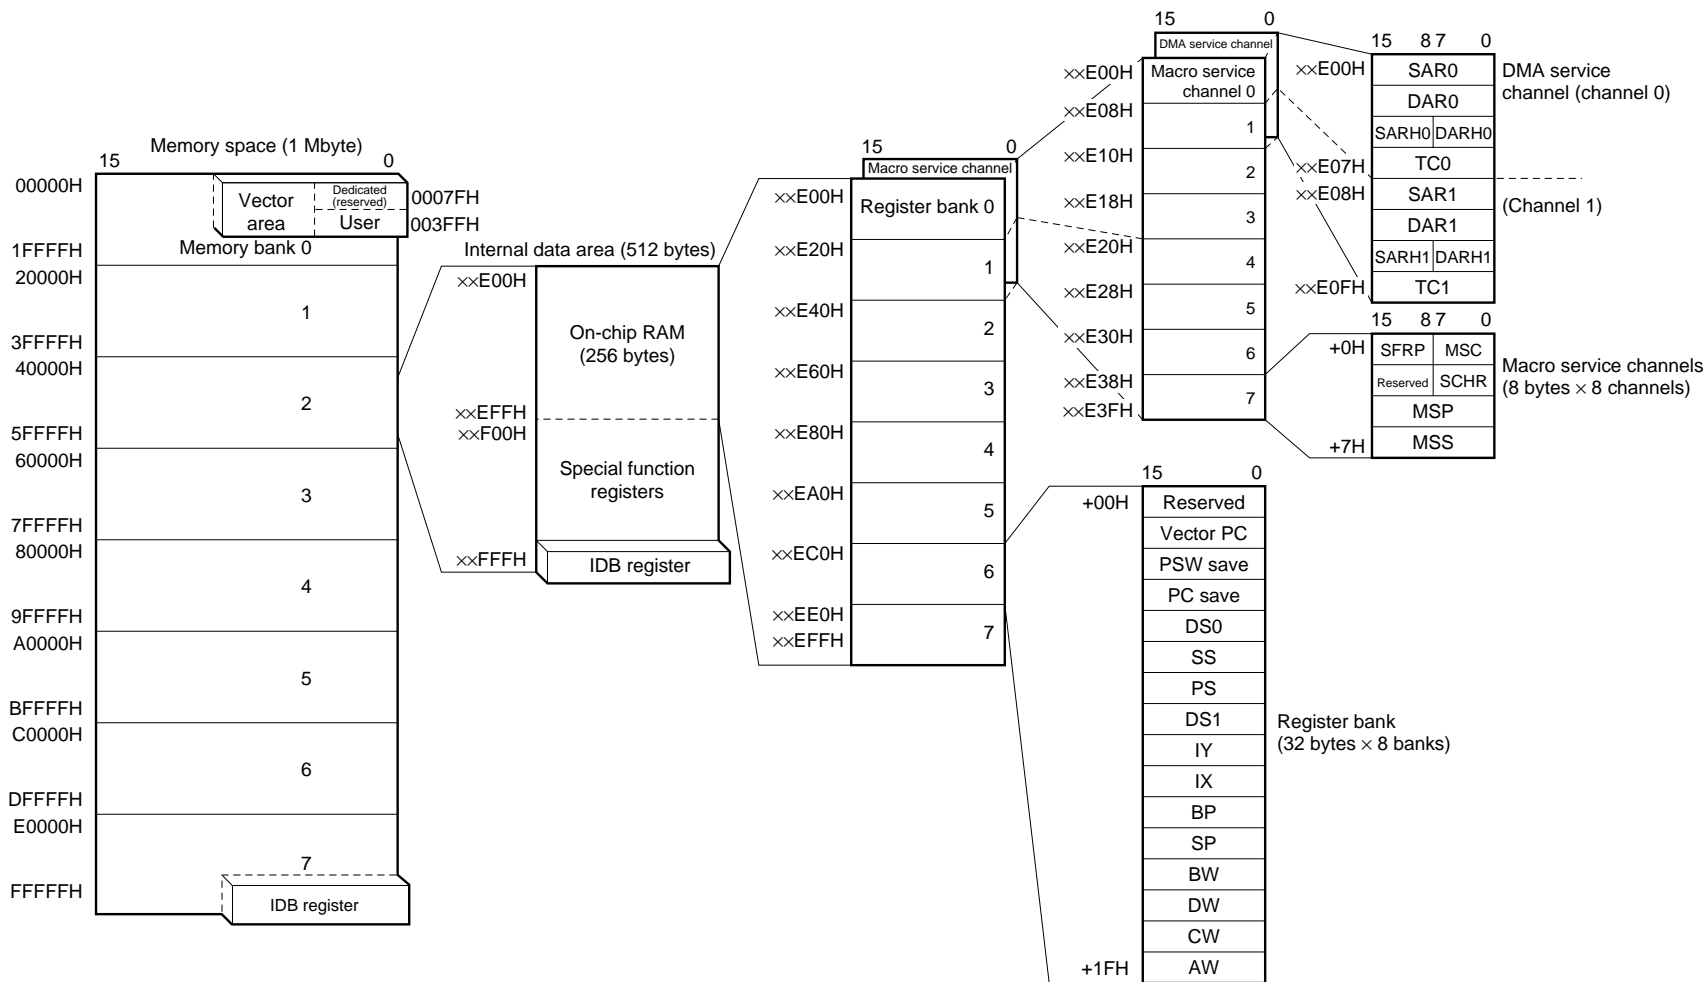 Memory space (1 Mbyte)
15 0
00000H
Vector area
Dedicated (reserved)
User
0007FH
003FFH
Memory bank 0
1FFFFH
20000H
1
3FFFFH
40000H
2
5FFFFH
60000H
3
7FFFFH
80000H
4
9FFFFH
A0000H
5
BFFFFH
C0000H
6
DFFFFH
E0000H
7
FFFFFH
IDB register
Internal data area (512 bytes)
××E00H
On-chip RAM
(256 bytes)
××EFFH
××F00H
Special function
registers
××FFFH
IDB register
15 0
Macro service channel
××E00H
Register bank 0
××E20H
1
××E40H
2
××E60H
3
××E80H
4
××EA0H
5
××EC0H
6
××EE0H
7
××EFFH
15 0
DMA service channel
××E00H
Macro service
channel 0
××E08H
1
××E10H
2
××E18H
3
××E20H
4
××E28H
5
××E30H
6
××E38H
7
××E3FH
15 8 7 0
××E00H
SAR0
DAR0
SARH0 DARH0
××E07H
TC0
××E08H
SAR1
DAR1
SARH1 DARH1
××E0FH
TC1
DMA service
channel (channel 0)
(Channel 1)
15 8 7 0
+0H
SFRP MSC
Reserved SCHR
MSP
MSS
+7H
Macro service channels
(8 bytes × 8 channels)
15 0
+00H
Reserved
Vector PC
PSW save
PC save
DS0
SS
PS
DS1
IY
IX
BP
SP
BW
DW
CW
AW
+1FH
Register bank
(32 bytes × 8 banks)